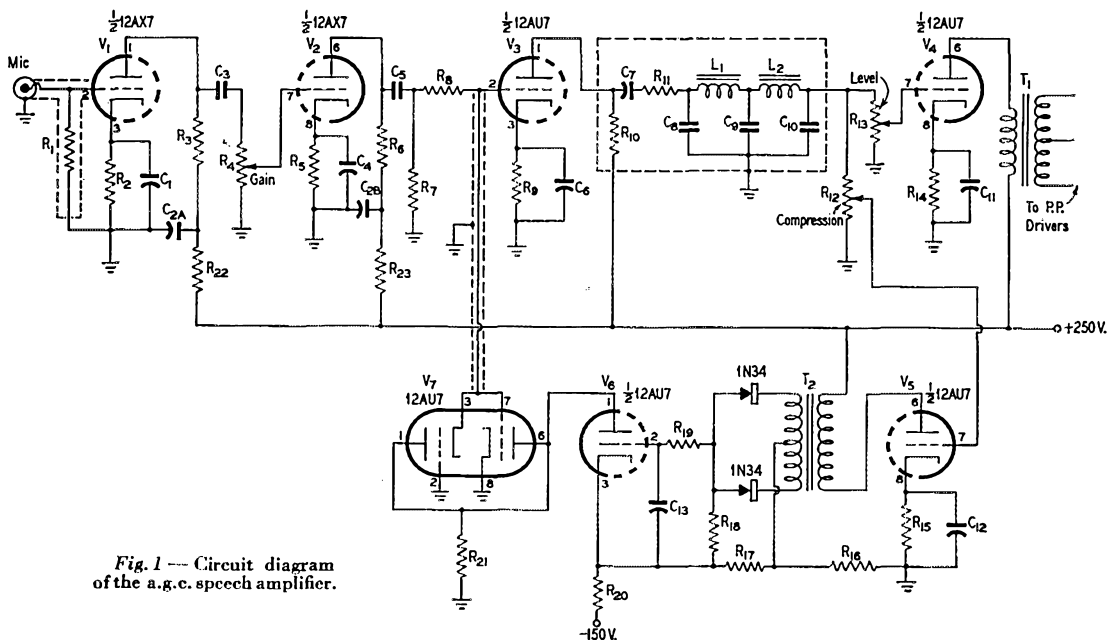 ½12AX7
½12AX7
½12AU7
½12AU7
Mic
V1
1
2
3
R1
R2
C1
C2A
R3
R22
C3
R4
Gain
V2
6
7
8
R5
C4
C2B
R6
R23
C5
R7
R8
V3
1
2
3
R9
C6
R10
C7
R11
L1
L2
C8
C9
C10
Level
R13
R12
Compression
V4
6
7
8
R14
C11
T1
To P.P.
Drivers
+250V.
V7
12AU7
3
7
1
6
2
8
R21
V6
½12AU7
1
2
3
R19
C13
R20
-150V.
1N34
1N34
T2
R18
R17
R16
V5
½12AU7
6
7
8
R15
C12
Fig. 1 — Circuit diagram
of the a.g.c. speech amplifier.